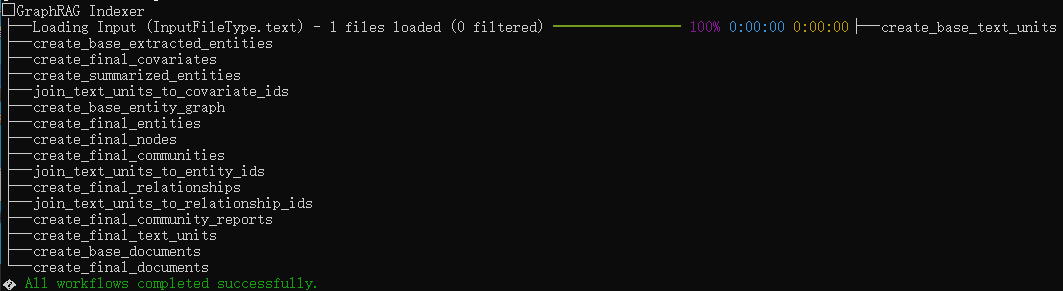 GraphRAG Indexer
├──Loading Input (InputFileType.text) - 1 files loaded (0 filtered) ━━━━━━━━━━━━━━━━ 100% 0:00:00 0:00:00├──create_base_text_units
├──create_base_extracted_entities
├──create_final_covariates
├──create_summarized_entities
├──join_text_units_to_covariate_ids
├──create_base_entity_graph
├──create_final_entities
├──create_final_nodes
├──create_final_communities
├──join_text_units_to_entity_ids
├──create_final_relationships
├──join_text_units_to_relationship_ids
├──create_final_community_reports
├──create_final_text_units
├──create_base_documents
└──create_final_documents
� All workflows completed successfully.